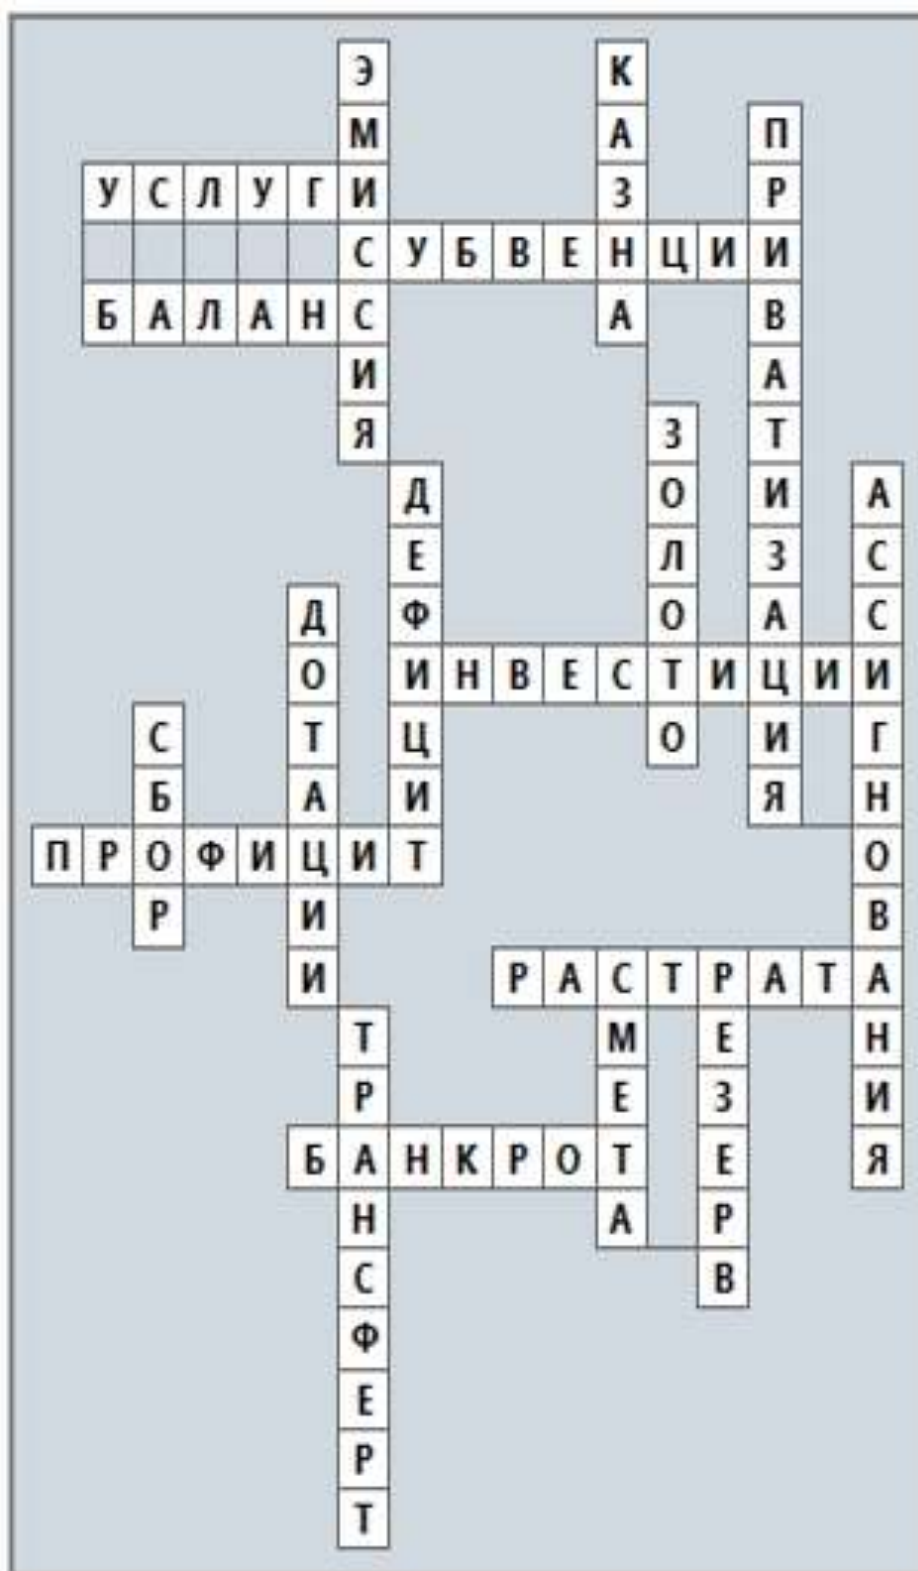 ЭМИССИЯ
КАЗНА
ПРИВАТИЗАЦИЯ
УСЛУГИ
СУБВЕНЦИИ
БАЛАНС
ЗОЛОТО
ДЕФИЦИТ
АССИГНОВАНИЯ
ДОТАЦИИ
ИНВЕСТИЦИИ
СБОР
ПРОФИЦИТ
РАСТРАТА
СМЕТА
РЕЗЕРВ
ТРАНСФЕРТ
БАНКРОТ